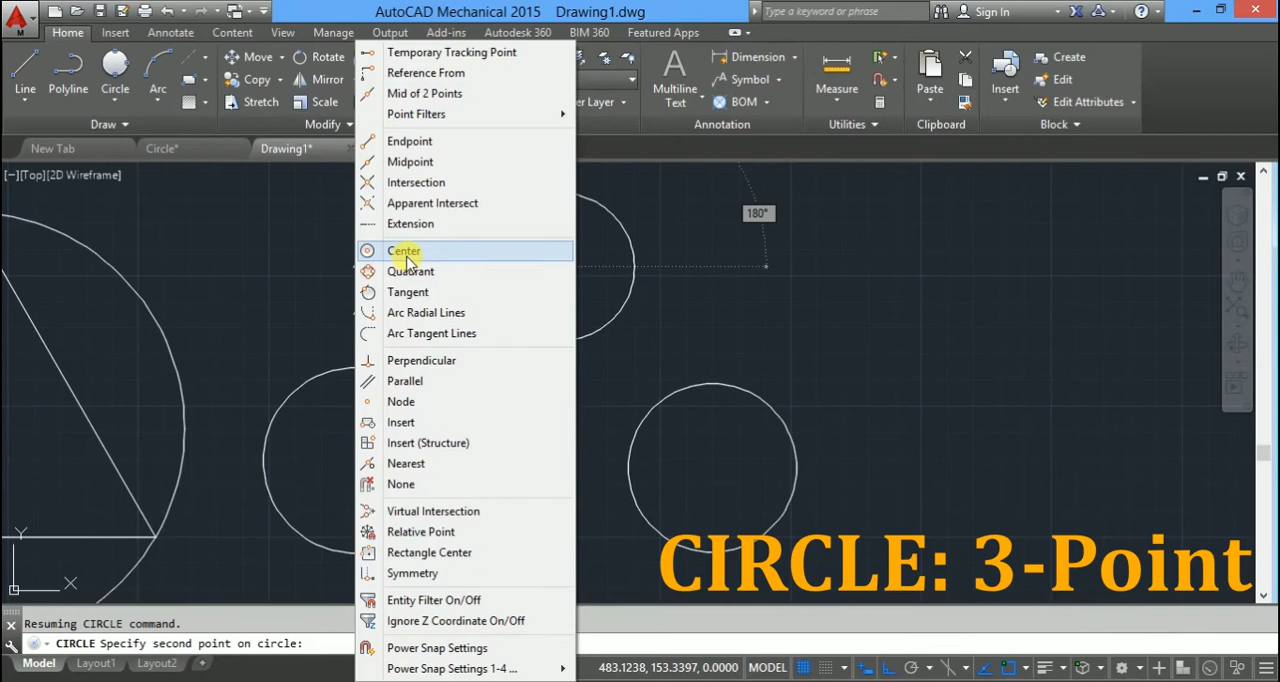 AutoCAD Mechanical 2015 Drawing1.dwg
Type a keyword or phrase
Sign In
M
Home Insert Annotate Content View Manage Output Add-ins Autodesk 360 BIM 360 Featured Apps
Line
Polyline
Circle
Arc
Move Rotate
Copy Mirror
Stretch Scale
er Layer
Multiline
Text
Dimension
Symbol
BOM
Measure
Paste
Insert
Create
Edit
Edit Attributes
Draw Modify Annotation Utilities Clipboard Block
New Tab Circle* Drawing1*
[−][Top][2D Wireframe]
Temporary Tracking Point
Reference From
Mid of 2 Points
Point Filters
Endpoint
Midpoint
Intersection
Apparent Intersect
Extension
Center
Quadrant
Tangent
Arc Radial Lines
Arc Tangent Lines
Perpendicular
Parallel
Node
Insert
Insert (Structure)
Nearest
None
Virtual Intersection
Relative Point
Rectangle Center
Symmetry
Entity Filter On/Off
Ignore Z Coordinate On/Off
Power Snap Settings
Power Snap Settings 1-4 ...
180°
Y
X
CIRCLE: 3-Point
Resuming CIRCLE command.
CIRCLE Specify second point on circle:
Model Layout1 Layout2 +
483.1238, 153.3397, 0.0000 MODEL